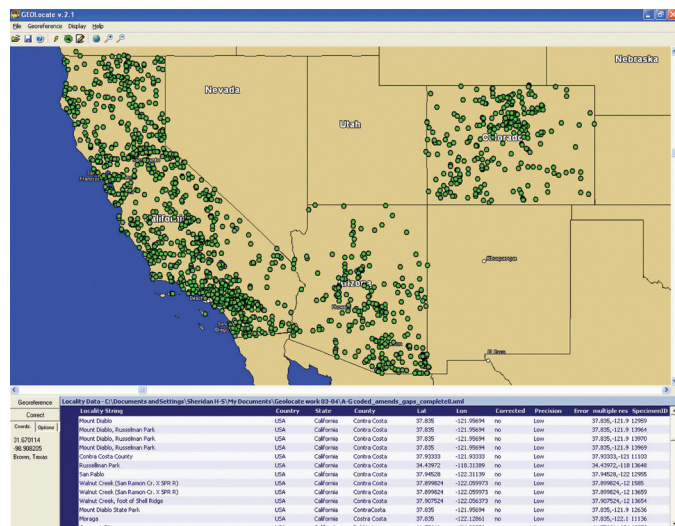 GEOLocate v.2.1
File Georeference Display Help
Nebraska
Nevada
Utah
Colorado
San
Francisco
Californi
Albuquerque
Arizona
Beach
San
Diego
El Paso
Georeference
Locality Data - C:\Documents and Settings\Sheridan H-S\My Documents\Geolocate work 03-04\A-G coded_amends_gaps_complete0.xml
Correct
Locality String Country State County Lat Lon Corrected Precision Error multiple res SpecimenID
Coords. Options
Mount Diablo USA California Contra Costa 37.835 -121.95694 no Low 37.835,-121.9 12959
31.670114
Mount Diablo, Russelman Park USA California Contra Costa 37.835 -121.95694 no Low 37.835,-121.9 13964
-98.908205
Mount Diablo, Russelman Park USA California Contra Costa 37.835 -121.95694 no Low 37.835,-121.9 13970
Brown, Texas
Mount Diablo, Russelman Park USA California Contra Costa 37.835 -121.95694 no Low 37.835,-121.9 13969
Contra Costa County USA California Contra Costa 37.93333 -121.93333 no Low 37.93333,-121 11103
Russellman Park USA California Contra Costa 34.43972 -118.31389 no Low 34.43972,-118 13648
San Pablo USA California Contra Costa 37.94528 -122.31139 no Low 37.94528,-122 12955
Walnut Creek (San Ramon Cr. X SPR R) USA California Contra Costa 37.899824 -122.059973 no Low 37.899824,-12 1585
Walnut Creek (San Ramon Cr. X SPR R) USA California Contra Costa 37.899824 -122.059973 no Low 37.899824,-12 13659
Walnut Creek, foot of Shell Ridge USA California Contra Costa 37.907524 -122.056373 no Low 37.907524,-12 13654
Mount Diablo State Park USA California ContraCosta 37.835 -121.95694 no Low 37.835,-121.9 12636
Moraga USA California Contra Costa 37.835 -122.12861 no Low 37.835,-122.1 11136